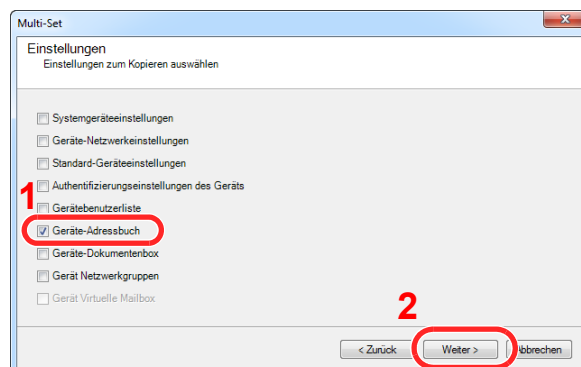 Multi-Set
Einstellungen
Einstellungen zum Kopieren auswählen
Systemgeräteeinstellungen
Geräte-Netzwerkeinstellungen
Standard-Geräteeinstellungen
Authentifizierungseinstellungen des Geräts
1
Gerätebenutzerliste
Geräte-Adressbuch
Geräte-Dokumentenbox
Gerät Netzwerkgruppen
Gerät Virtuelle Mailbox
2
< Zurück Weiter > Abbrechen